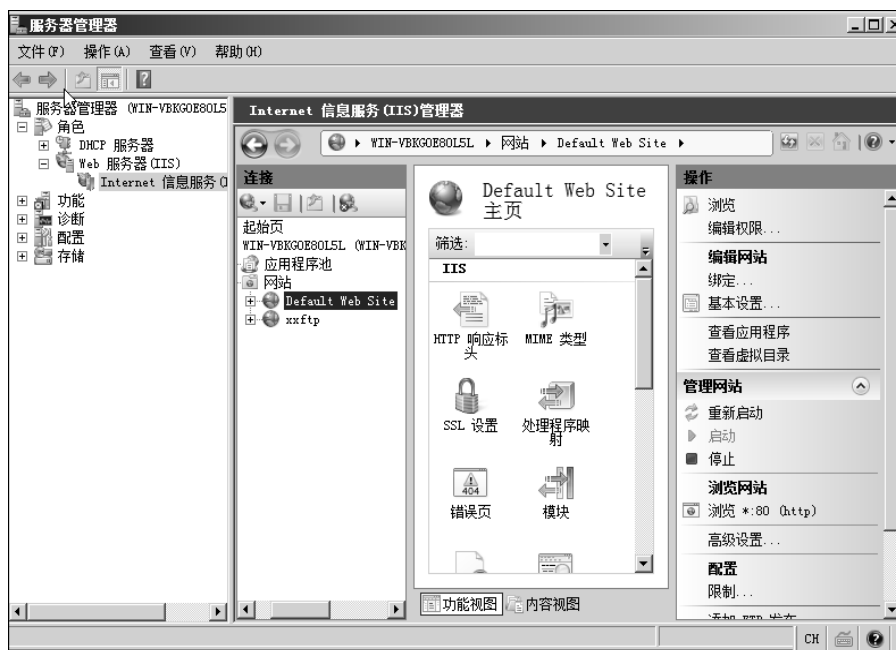 服务器管理器
文件(F) 操作(A) 查看(V) 帮助(H)
服务器管理器 (WIN-VBKGOE80L5
角色
DHCP 服务器
Web 服务器(IIS)
Internet 信息服务(
功能
诊断
配置
存储
Internet 信息服务(IIS)管理器
WIN-VBKGOE80L5L 网站 Default Web Site
连接
起始页
WIN-VBKGOE80L5L (WIN-VBK
应用程序池
网站
Default Web Site
xxftp
Default Web Site
主页
筛选:
IIS
HTTP 响应标
头
MIME 类型
SSL 设置
处理程序映
射
404
错误页
模块
功能视图
内容视图
操作
浏览
编辑权限...
编辑网站
绑定...
基本设置...
查看应用程序
查看虚拟目录
管理网站
重新启动
启动
停止
浏览网站
浏览 *:80 (http)
高级设置...
配置
限制...
添加 FTP 发布
CH